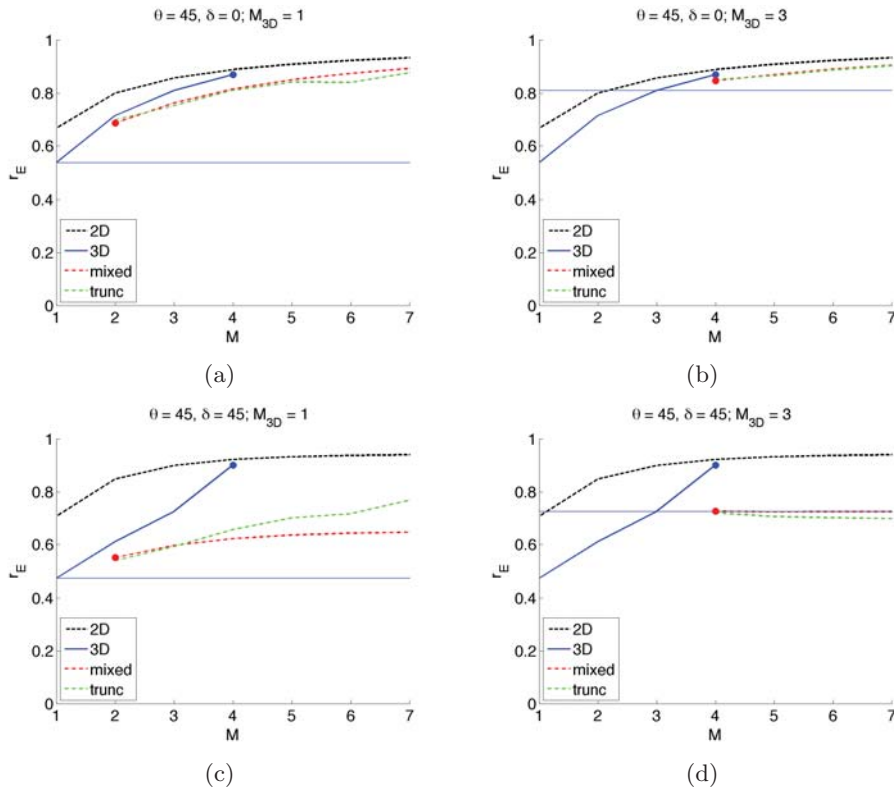 θ = 45, δ = 0; M3D = 1
1
0.8
0.6
0.4
0.2
0
rE
2D
3D
mixed
trunc
1 2 3 4 5 6 7
M
(a)
θ = 45, δ = 0; M3D = 3
1
0.8
0.6
0.4
0.2
0
rE
2D
3D
mixed
trunc
1 2 3 4 5 6 7
M
(b)
θ = 45, δ = 45; M3D = 1
1
0.8
0.6
0.4
0.2
0
rE
2D
3D
mixed
trunc
1 2 3 4 5 6 7
M
(c)
θ = 45, δ = 45; M3D = 3
1
0.8
0.6
0.4
0.2
0
rE
2D
3D
mixed
trunc
1 2 3 4 5 6 7
M
(d)